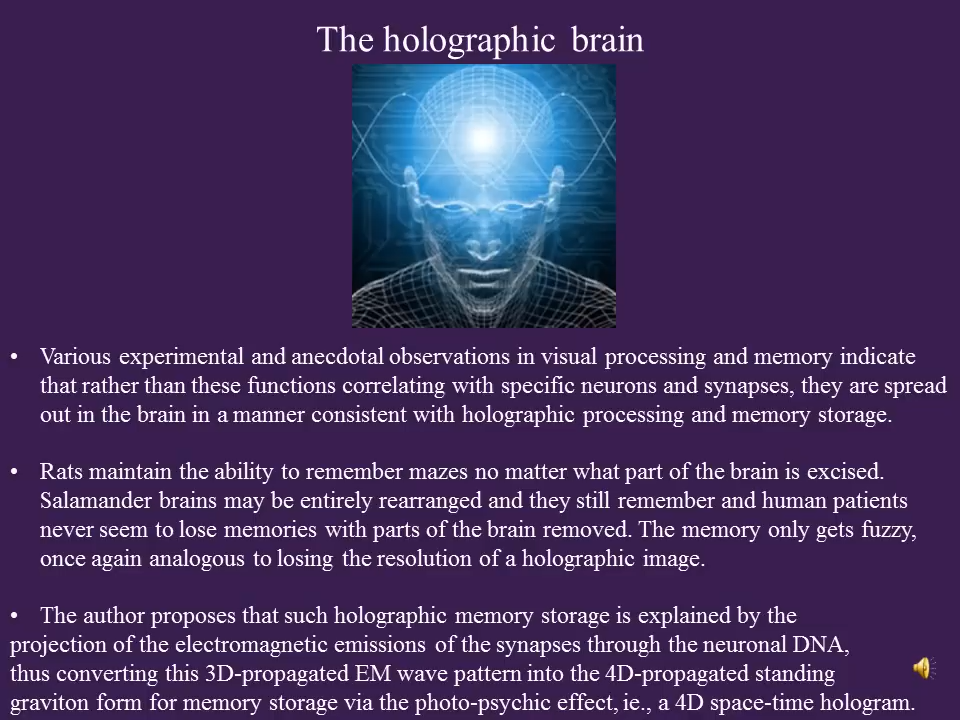 The holographic brain
• Various experimental and anecdotal observations in visual processing and memory indicate
that rather than these functions correlating with specific neurons and synapses, they are spread
out in the brain in a manner consistent with holographic processing and memory storage.
• Rats maintain the ability to remember mazes no matter what part of the brain is excised.
Salamander brains may be entirely rearranged and they still remember and human patients
never seem to lose memories with parts of the brain removed. The memory only gets fuzzy,
once again analogous to losing the resolution of a holographic image.
• The author proposes that such holographic memory storage is explained by the
projection of the electromagnetic emissions of the synapses through the neuronal DNA,
thus converting this 3D-propagated EM wave pattern into the 4D-propagated standing
graviton form for memory storage via the photo-psychic effect, ie., a 4D space-time hologram.